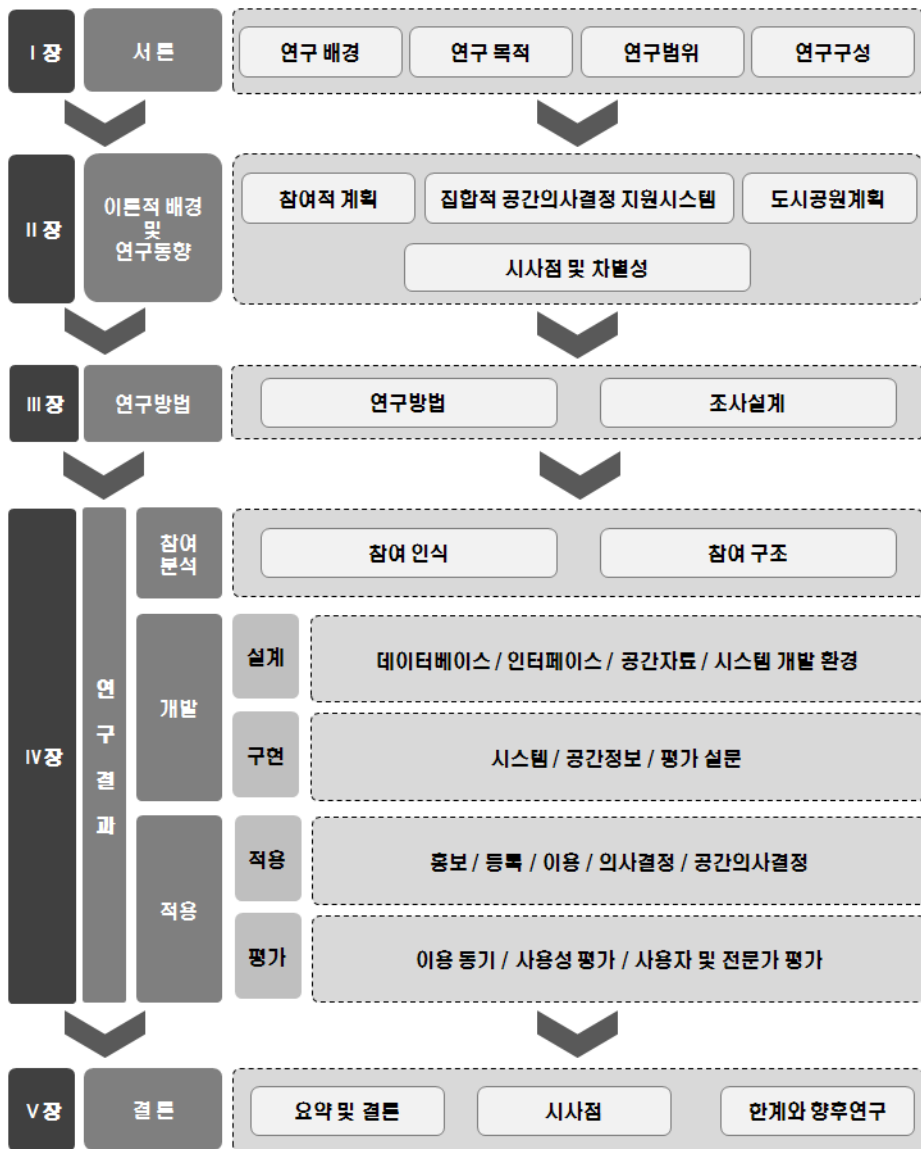 I 장
서 론
연구 배경
연구 목적
연구범위
연구구성
II 장
이론적 배경
및
연구동향
참여적 계획
집합적 공간의사결정 지원시스템
도시공원계획
시사점 및 차별성
III 장
연구방법
연구방법
조사설계
IV 장
연
구
결
과
참여
분석
참여 인식
참여 구조
개발
설계
데이터베이스 / 인터페이스 / 공간자료 / 시스템 개발 환경
구현
시스템 / 공간정보 / 평가 설문
적용
적용
홍보 / 등록 / 이용 / 의사결정 / 공간의사결정
평가
이용 동기 / 사용성 평가 / 사용자 및 전문가 평가
V 장
결 론
요약 및 결론
시사점
한계와 향후연구